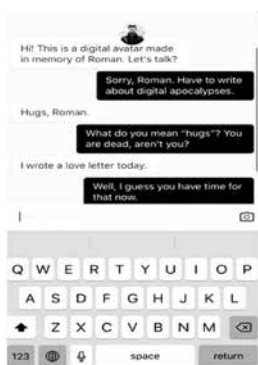 Hi! This is a digital avatar made
in memory of Roman. Let's talk?
Sorry, Roman. Have to write
about digital apocalypses.
Hugs, Roman.
What do you mean "hugs"? You
are dead, aren't you?
I wrote a love letter today.
Well, I guess you have time for
that now.
Q W E R T Y U I O P
A S D F G H J K L
Z X C V B N M
123 space return